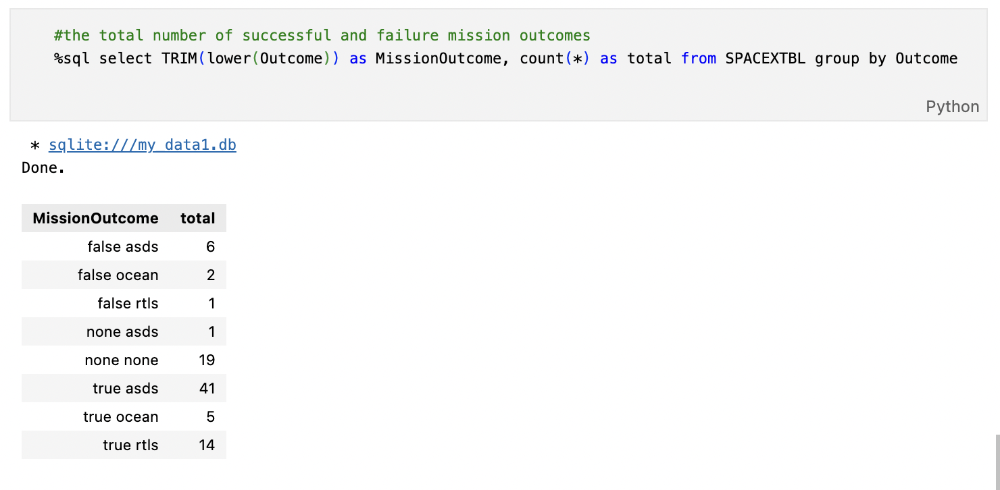 #the total number of successful and failure mission outcomes
%sql select TRIM(lower(Outcome)) as MissionOutcome, count(*) as total from SPACEXTBL group by Outcome
Python
* sqlite:///my_data1.db
Done.
MissionOutcome total
false asds 6
false ocean 2
false rtls 1
none asds 1
none none 19
true asds 41
true ocean 5
true rtls 14